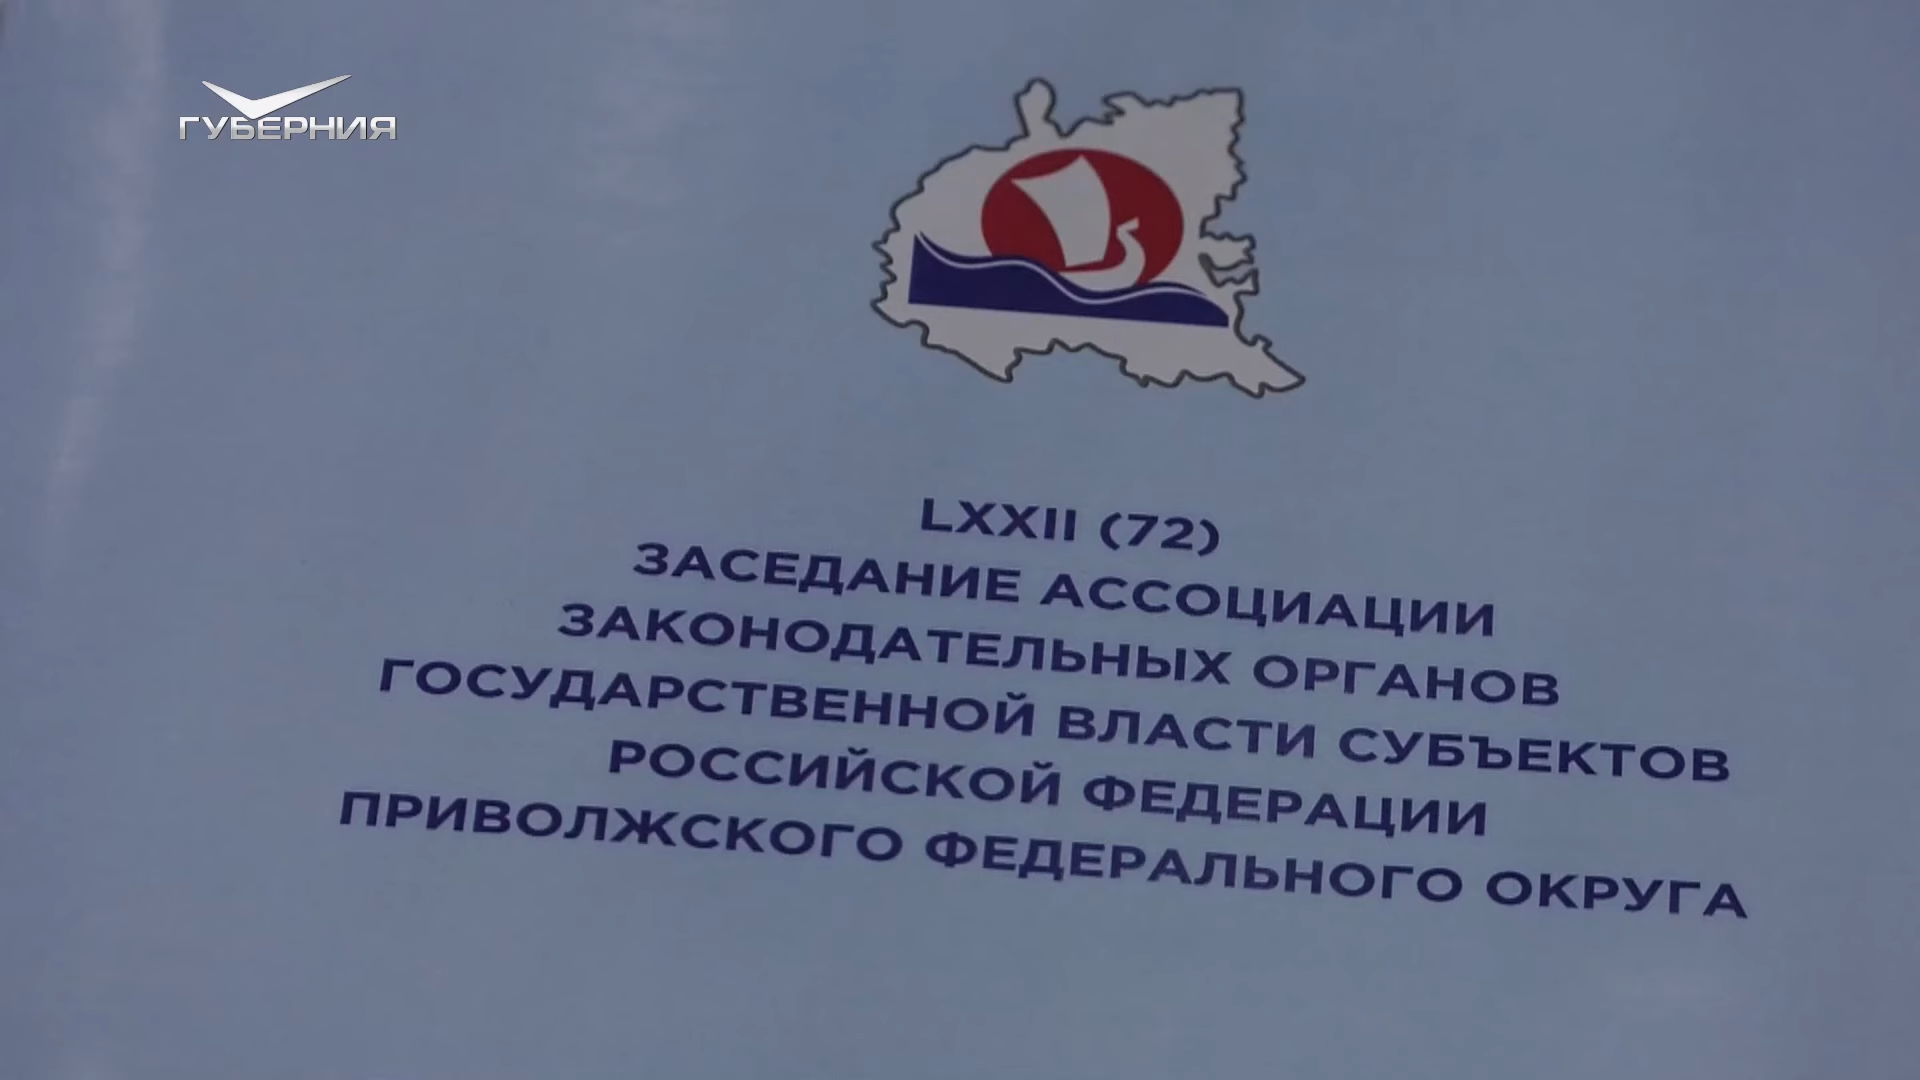 ГУБЕРНИЯ
LXXII (72)
ЗАСЕДАНИЕ АССОЦИАЦИИ
ЗАКОНОДАТЕЛЬНЫХ ОРГАНОВ
ГОСУДАРСТВЕННОЙ ВЛАСТИ СУБЪЕКТОВ
РОССИЙСКОЙ ФЕДЕРАЦИИ
ПРИВОЛЖСКОГО ФЕДЕРАЛЬНОГО ОКРУГА